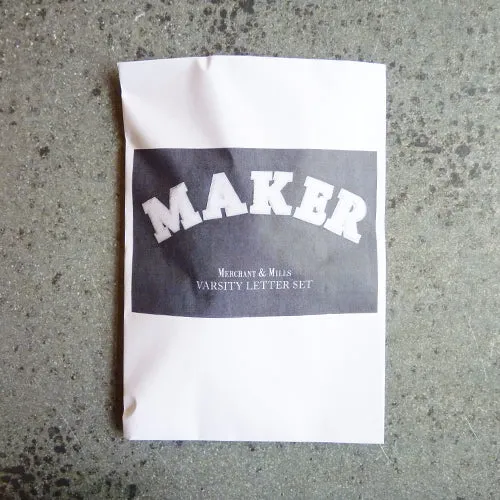 MAKER
MERCHANT & MILLS
VARSITY LETTER SET